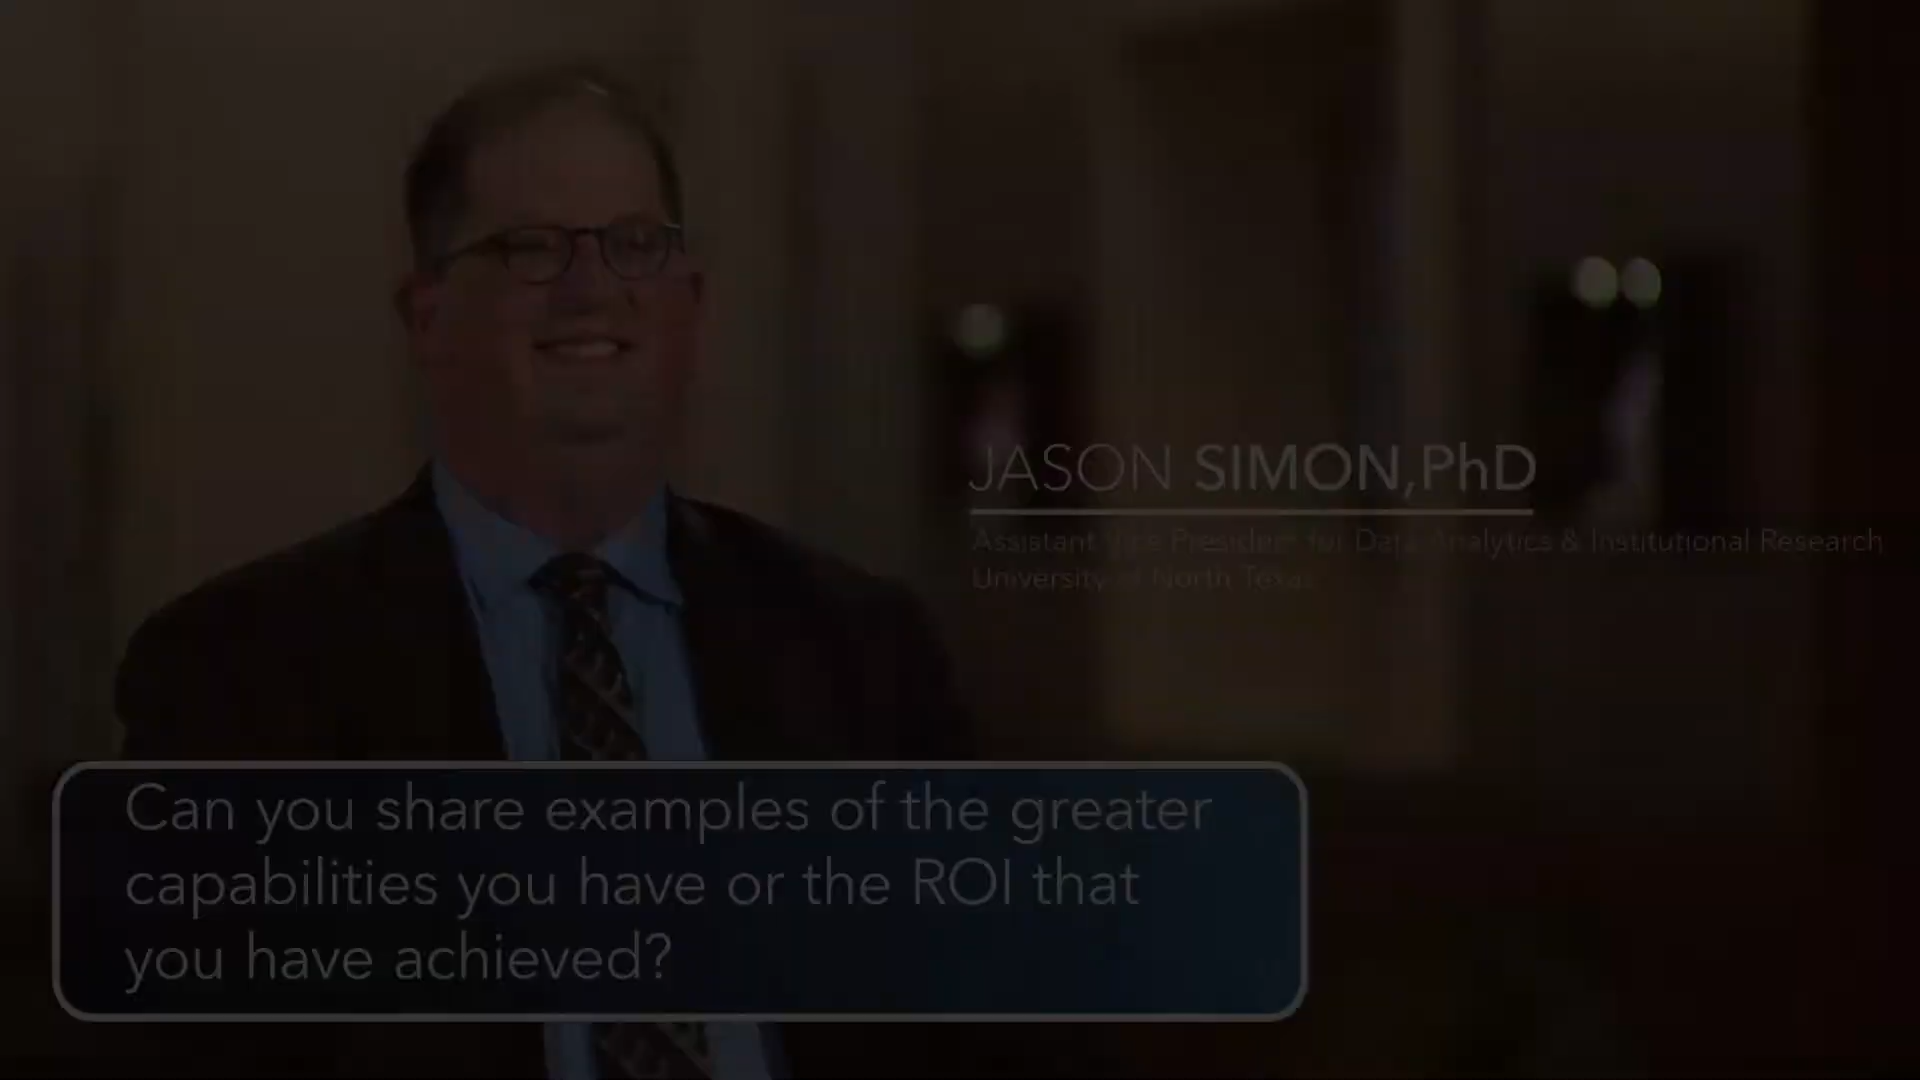 JASON SIMON,PhD
Assistant Vice President for Data Analytics & Institutional Research
University of North Texas
Can you share examples of the greater
capabilities you have or the ROI that
you have achieved?